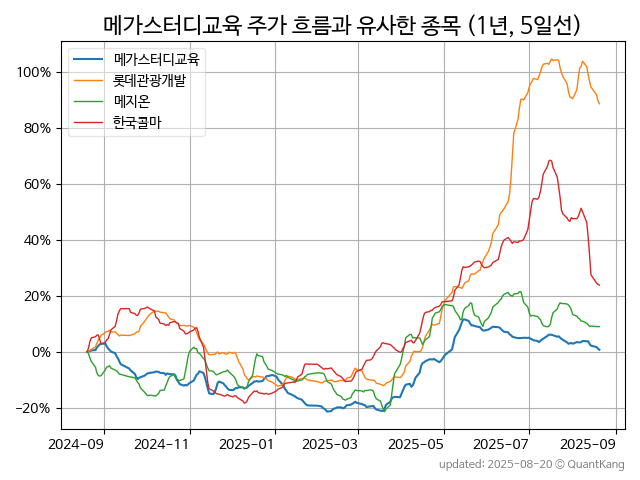 메가스터디교육 주가 흐름과 유사한 종목 (1년, 5일선)
메가스터디교육
롯데관광개발
메지온
한국콜마
100%
80%
60%
40%
20%
0%
−20%
2024-09 2024-11 2025-01 2025-03 2025-05 2025-07 2025-09
updated: 2025-08-20 © QuantKang